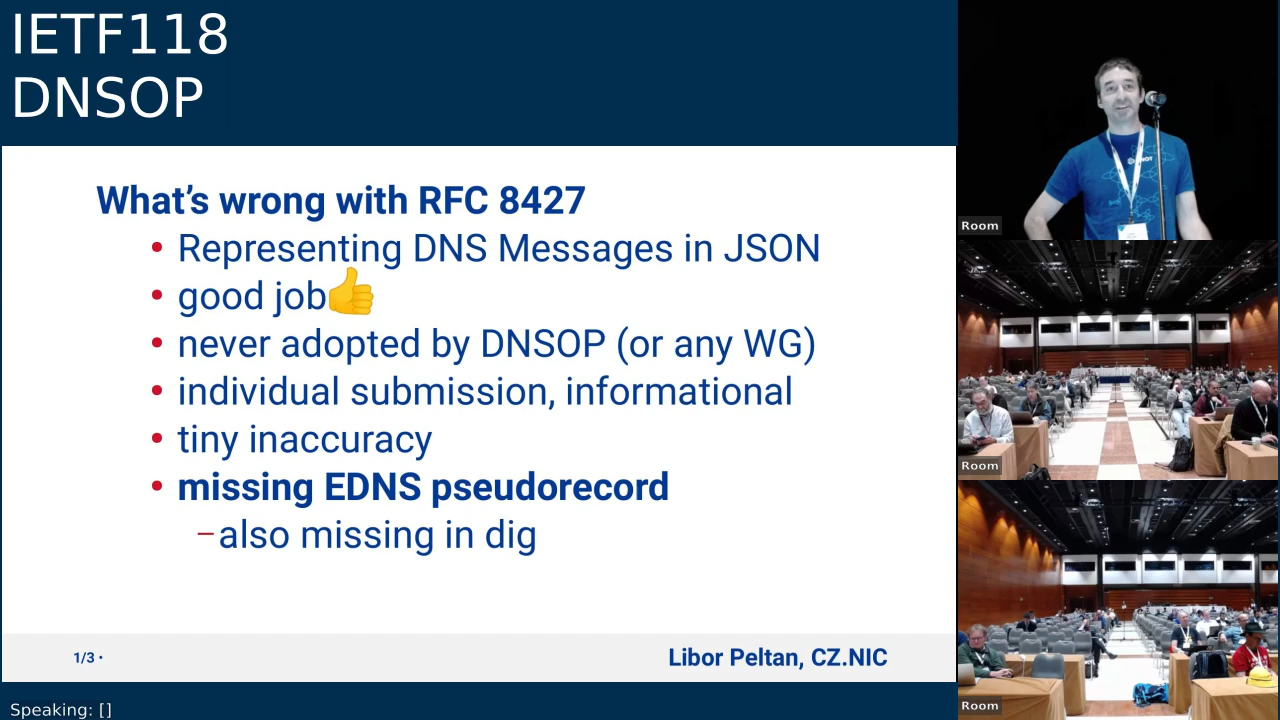 IETF118
DNSOP
What's wrong with RFC 8427
• Representing DNS Messages in JSON
• good job👍
• never adopted by DNSOP (or any WG)
• individual submission, informational
• tiny inaccuracy
• missing EDNS pseudorecord
–also missing in dig
1/3 •
Libor Peltan, CZ.NIC
Speaking: []
Room
Room
Room